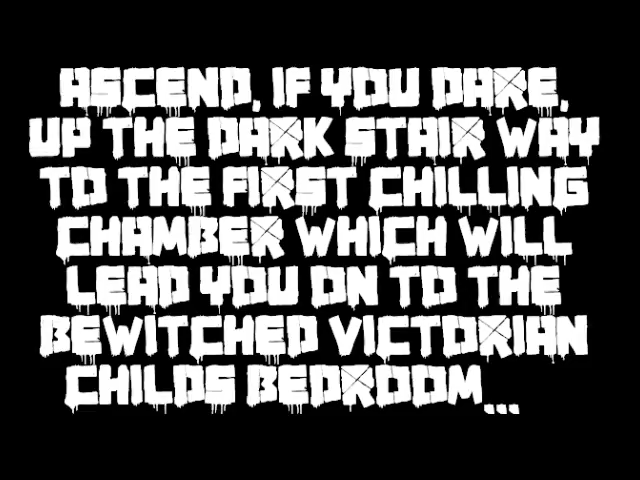 ASCEND, IF YOU DARE,
UP THE DARK STAIR WAY
TO THE FIRST CHILLING
CHAMBER WHICH WILL
LEAD YOU ON TO THE
BEWITCHED VICTORIAN
CHILDS BEDROOM...